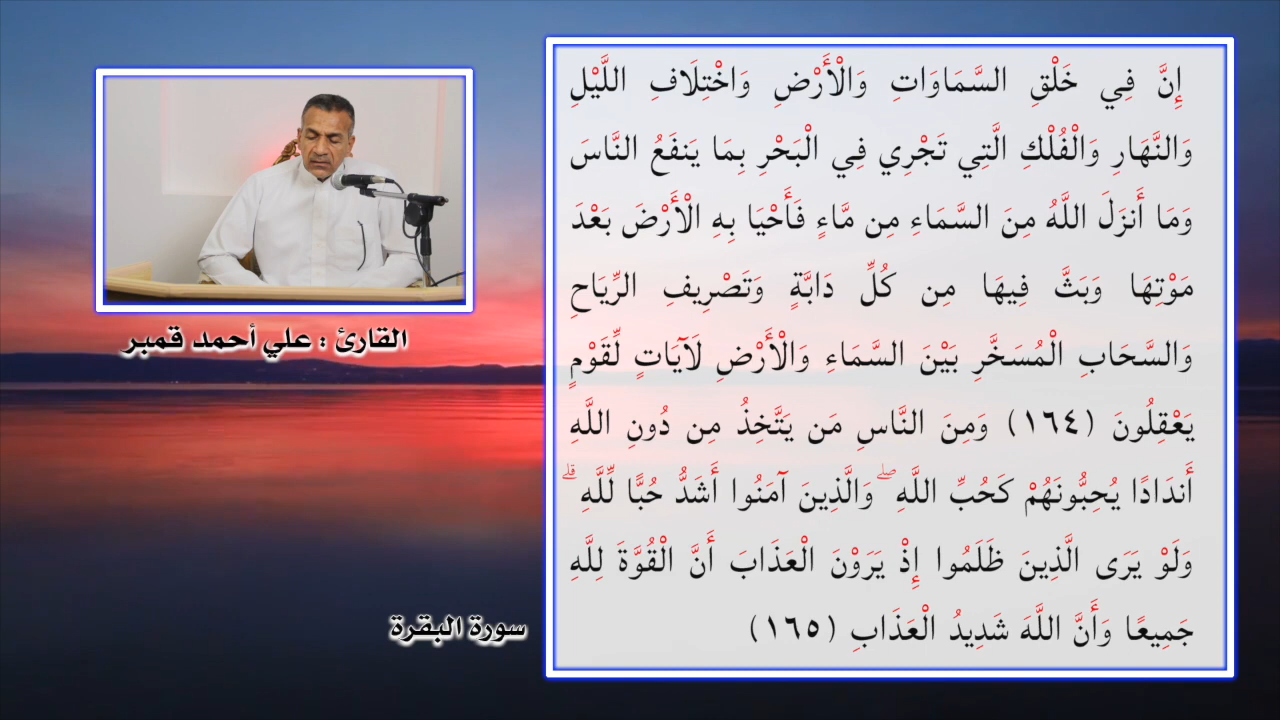 إِنَّ فِي خَلْقِ السَّمَاوَاتِ وَالْأَرْضِ وَاخْتِلَافِ اللَّيْلِ
وَالنَّهَارِ وَالْفُلْكِ الَّتِي تَجْرِي فِي الْبَحْرِ بِمَا يَنفَعُ النَّاسَ
وَمَا أَنزَلَ اللَّهُ مِنَ السَّمَاءِ مِن مَّاءٍ فَأَحْيَا بِهِ الْأَرْضَ بَعْدَ
مَوْتِهَا وَبَثَّ فِيهَا مِن كُلِّ دَابَّةٍ وَتَصْرِيفِ الرِّيَاحِ
وَالسَّحَابِ الْمُسَخَّرِ بَيْنَ السَّمَاءِ وَالْأَرْضِ لَآيَاتٍ لِّقَوْمٍ
يَعْقِلُونَ (١٦٤) وَمِنَ النَّاسِ مَن يَتَّخِذُ مِن دُونِ اللَّهِ
أَندَادًا يُحِبُّونَهُمْ كَحُبِّ اللَّهِ ۖ وَالَّذِينَ آمَنُوا أَشَدُّ حُبًّا لِّلَّهِ ۗ
وَلَوْ يَرَى الَّذِينَ ظَلَمُوا إِذْ يَرَوْنَ الْعَذَابَ أَنَّ الْقُوَّةَ لِلَّهِ
جَمِيعًا وَأَنَّ اللَّهَ شَدِيدُ الْعَذَابِ (١٦٥)
القارئ : علي أحمد قمبر
سورة البقرة